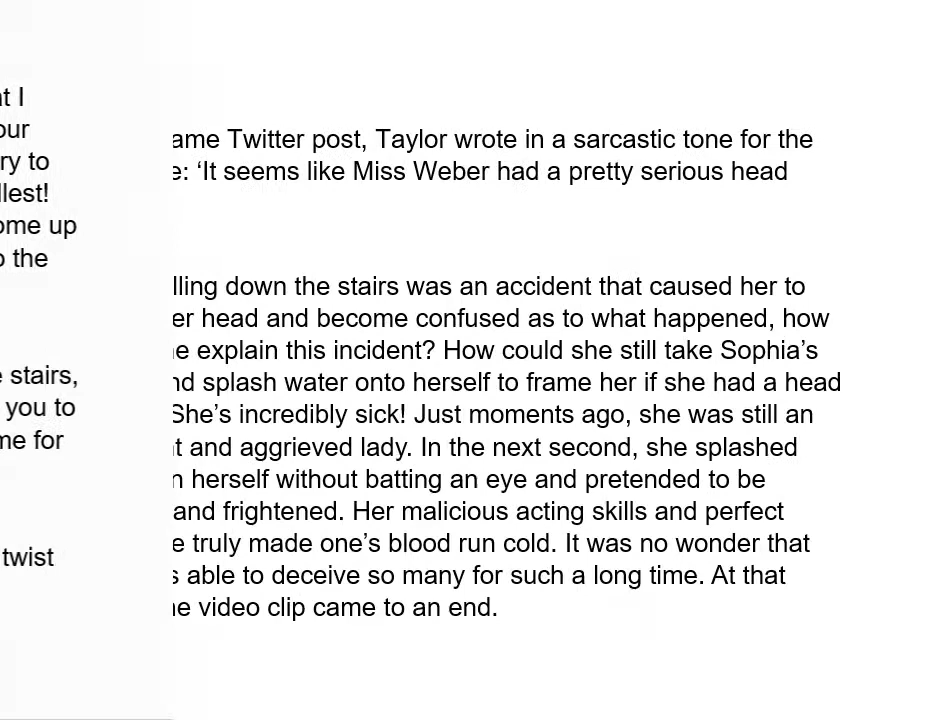 t I
our
ry to
llest!
ome up
o the
stairs,
you to
me for
twist
ame Twitter post, Taylor wrote in a sarcastic tone for the
e: ‘It seems like Miss Weber had a pretty serious head
lling down the stairs was an accident that caused her to
er head and become confused as to what happened, how
e explain this incident? How could she still take Sophia’s
nd splash water onto herself to frame her if she had a head
She’s incredibly sick! Just moments ago, she was still an
t and aggrieved lady. In the next second, she splashed
n herself without batting an eye and pretended to be
and frightened. Her malicious acting skills and perfect
e truly made one’s blood run cold. It was no wonder that
s able to deceive so many for such a long time. At that
he video clip came to an end.